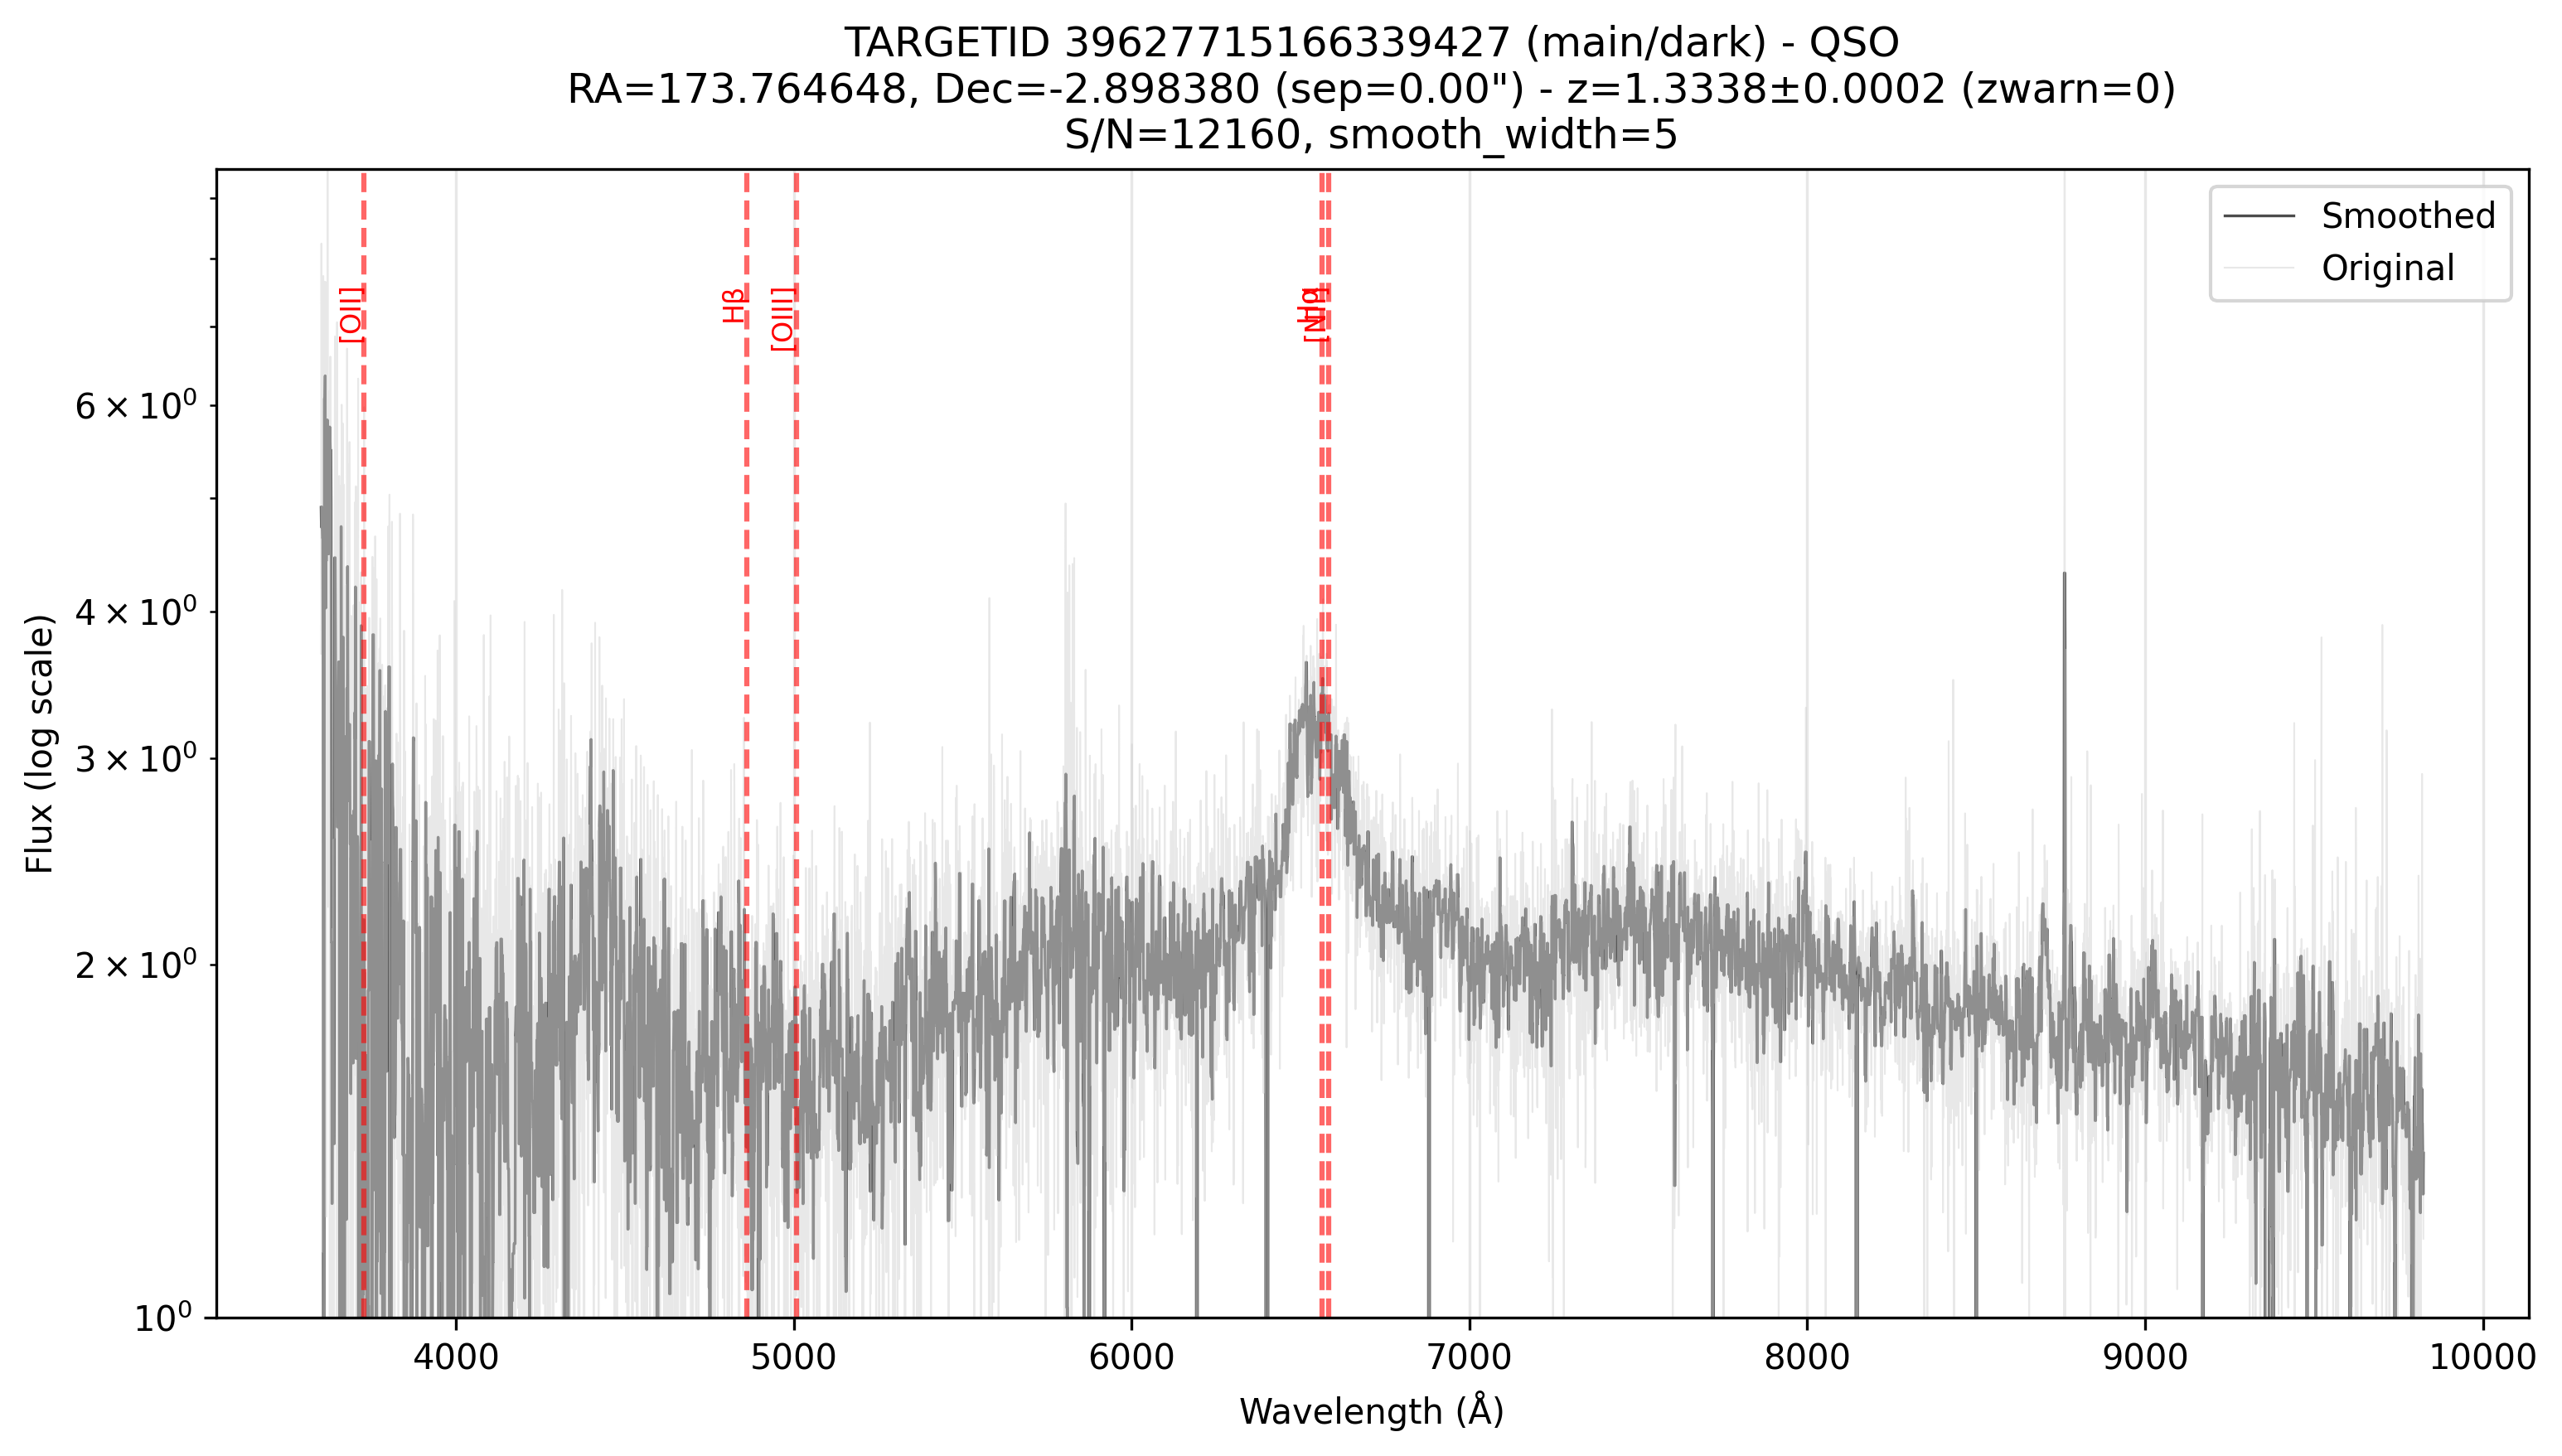 TARGETID 39627715166339427 (main/dark) - QSO
RA=173.764648, Dec=-2.898380 (sep=0.00") - z=1.3338±0.0002 (zwarn=0)
S/N=12160, smooth_width=5
Smoothed
Original
[OII]
Hβ
[OIII]
Hα
[NII]
6×10⁰
4×10⁰
3×10⁰
2×10⁰
10⁰
Flux (log scale)
4000
5000
6000
7000
8000
9000
10000
Wavelength (Å)